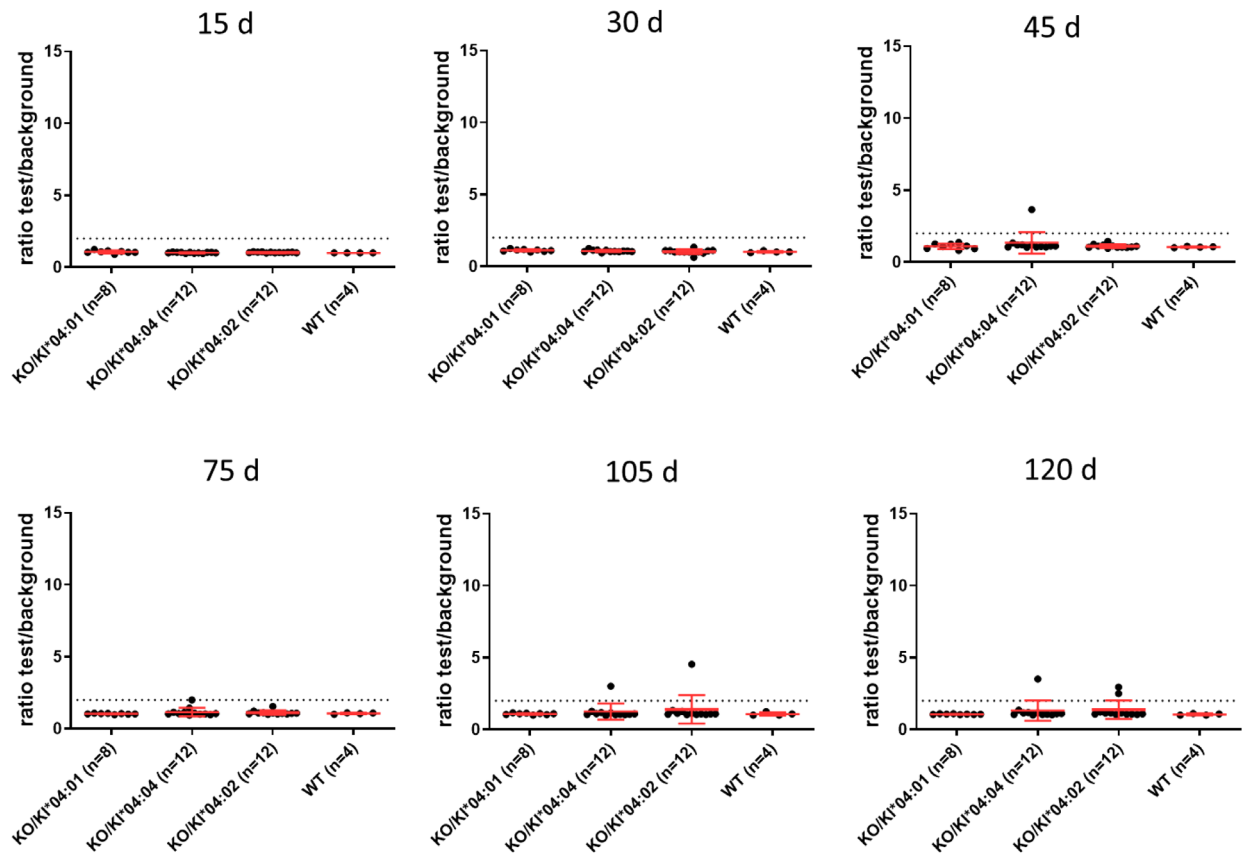 15 d
30 d
45 d
ratio test/background
15
10
5
0
KO/KI*04:01 (n=8)
KO/KI*04:04 (n=12)
KO/KI*04:02 (n=12)
WT (n=4)
ratio test/background
15
10
5
0
KO/KI*04:01 (n=8)
KO/KI*04:04 (n=12)
KO/KI*04:02 (n=12)
WT (n=4)
ratio test/background
15
10
5
0
KO/KI*04:01 (n=8)
KO/KI*04:04 (n=12)
KO/KI*04:02 (n=12)
WT (n=4)
75 d
105 d
120 d
ratio test/background
15
10
5
0
KO/KI*04:01 (n=8)
KO/KI*04:04 (n=12)
KO/KI*04:02 (n=12)
WT (n=4)
ratio test/background
15
10
5
0
KO/KI*04:01 (n=8)
KO/KI*04:04 (n=12)
KO/KI*04:02 (n=12)
WT (n=4)
ratio test/background
15
10
5
0
KO/KI*04:01 (n=8)
KO/KI*04:04 (n=12)
KO/KI*04:02 (n=12)
WT (n=4)